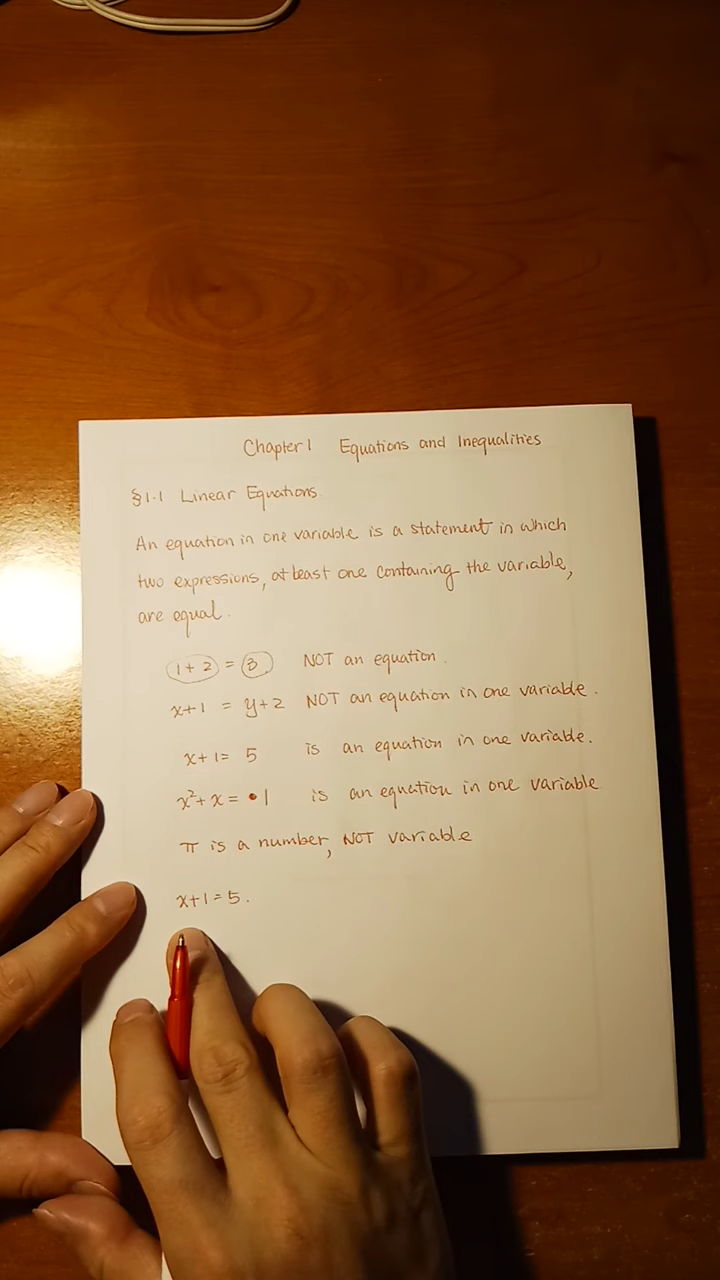 Chapter 1 Equations and Inequalities
§1.1 Linear Equations.
An equation in one variable is a statement in which
two expressions, at least one containing the variable,
are equal.
1 + 2 = 3 NOT an equation.
x+1 = y+2 NOT an equation in one variable.
x+1= 5 is an equation in one variable.
x²+x = 1 is an equation in one variable
π is a number, NOT variable
x+1=5.